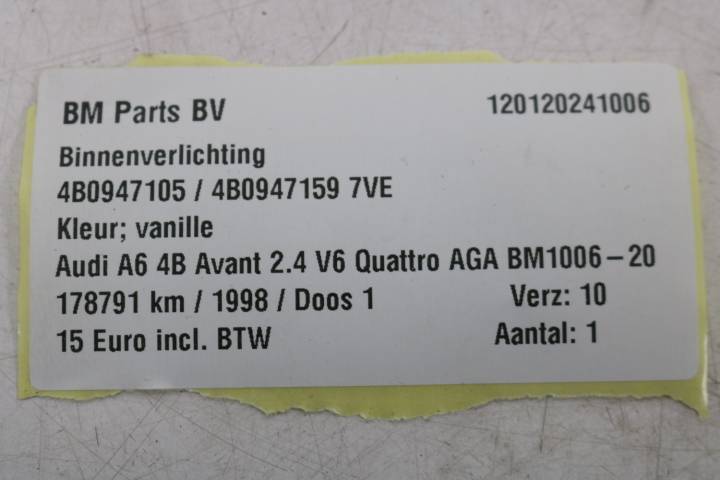 BM Parts BV 120120241006
Binnenverlichting
4B0947105 / 4B0947159 7VE
Kleur; vanille
Audi A6 4B Avant 2.4 V6 Quattro AGA BM1006-20
178791 km / 1998 / Doos 1 Verz: 10
15 Euro incl. BTW Aantal: 1